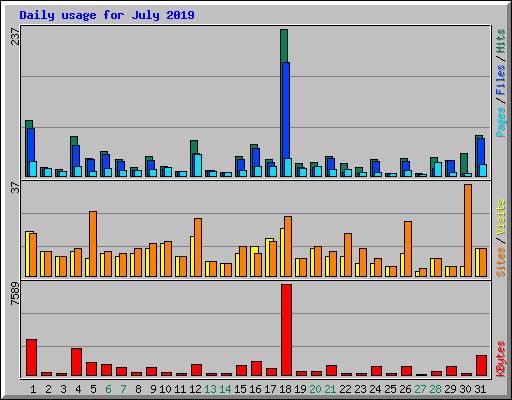 Daily usage for July 2019
237
Pages / Files / Hits
37
Sites / Visits
7589
KBytes
1 2 3 4 5 6 7 8 9 10 11 12 13 14 15 16 17 18 19 20 21 22 23 24 25 26 27 28 29 30 31